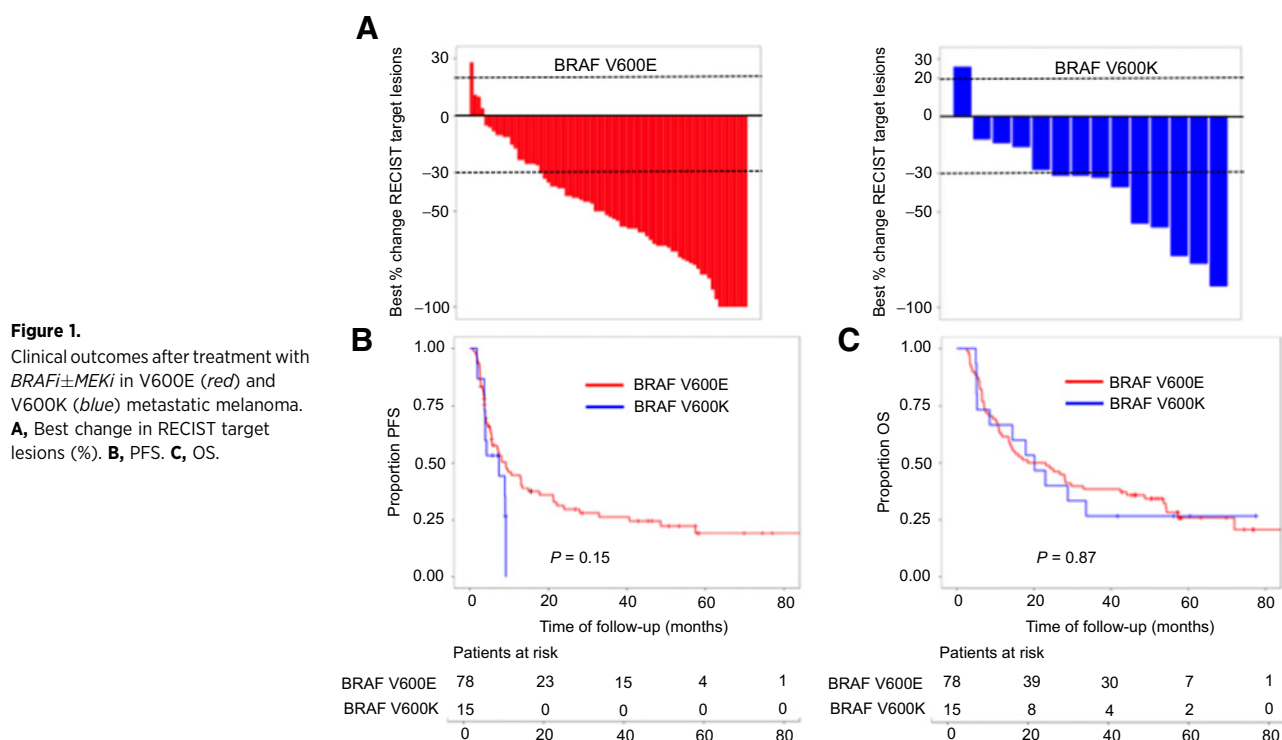 Figure 1.
Clinical outcomes after treatment with
BRAFi±MEKi in V600E (red) and
V600K (blue) metastatic melanoma.
A, Best change in RECIST target
lesions (%). B, PFS. C, OS.
A
Best % change RECIST target lesions
30
0
−30
−50
−100
BRAF V600E
Best % change RECIST target lesions
30
20
0
−30
−50
−100
BRAF V600K
B
Proportion PFS
1.00
0.75
0.50
0.25
0.00
BRAF V600E
BRAF V600K
P = 0.15
0 20 40 60 80
Time of follow-up (months)
Patients at risk
BRAF V600E 78 23 15 4 1
BRAF V600K 15 0 0 0 0
0 20 40 60 80
C
Proportion OS
1.00
0.75
0.50
0.25
0.00
BRAF V600E
BRAF V600K
P = 0.87
0 20 40 60 80
Time of follow-up (months)
Patients at risk
BRAF V600E 78 39 30 7 1
BRAF V600K 15 8 4 2 0
0 20 40 60 80